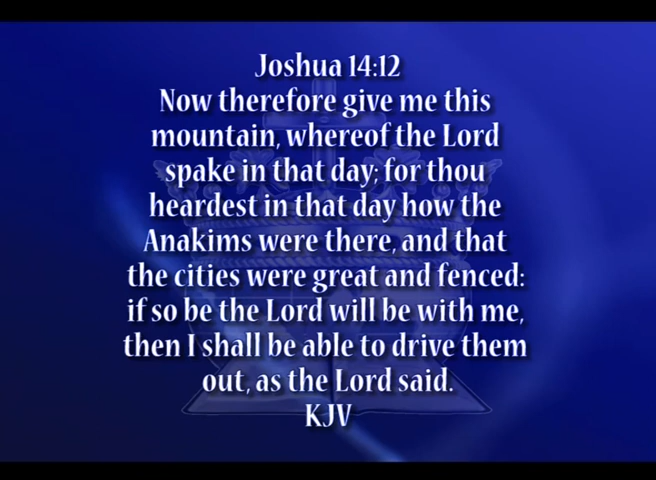 Joshua 14:12
Now therefore give me this
mountain, whereof the Lord
spake in that day; for thou
heardest in that day how the
Anakims were there, and that
the cities were great and fenced:
if so be the Lord will be with me,
then I shall be able to drive them
out, as the Lord said.
KJV